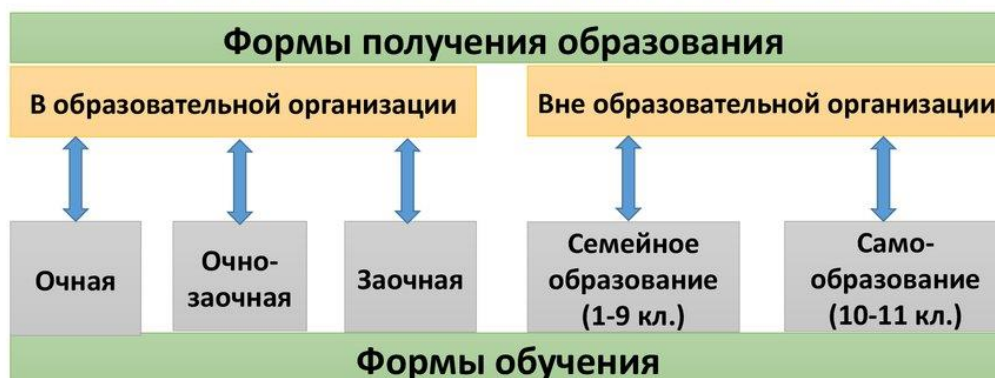 Формы получения образования
В образовательной организации
Вне образовательной организации
Очная
Очно-
заочная
Заочная
Семейное
образование
(1-9 кл.)
Само-
образование
(10-11 кл.)
Формы обучения